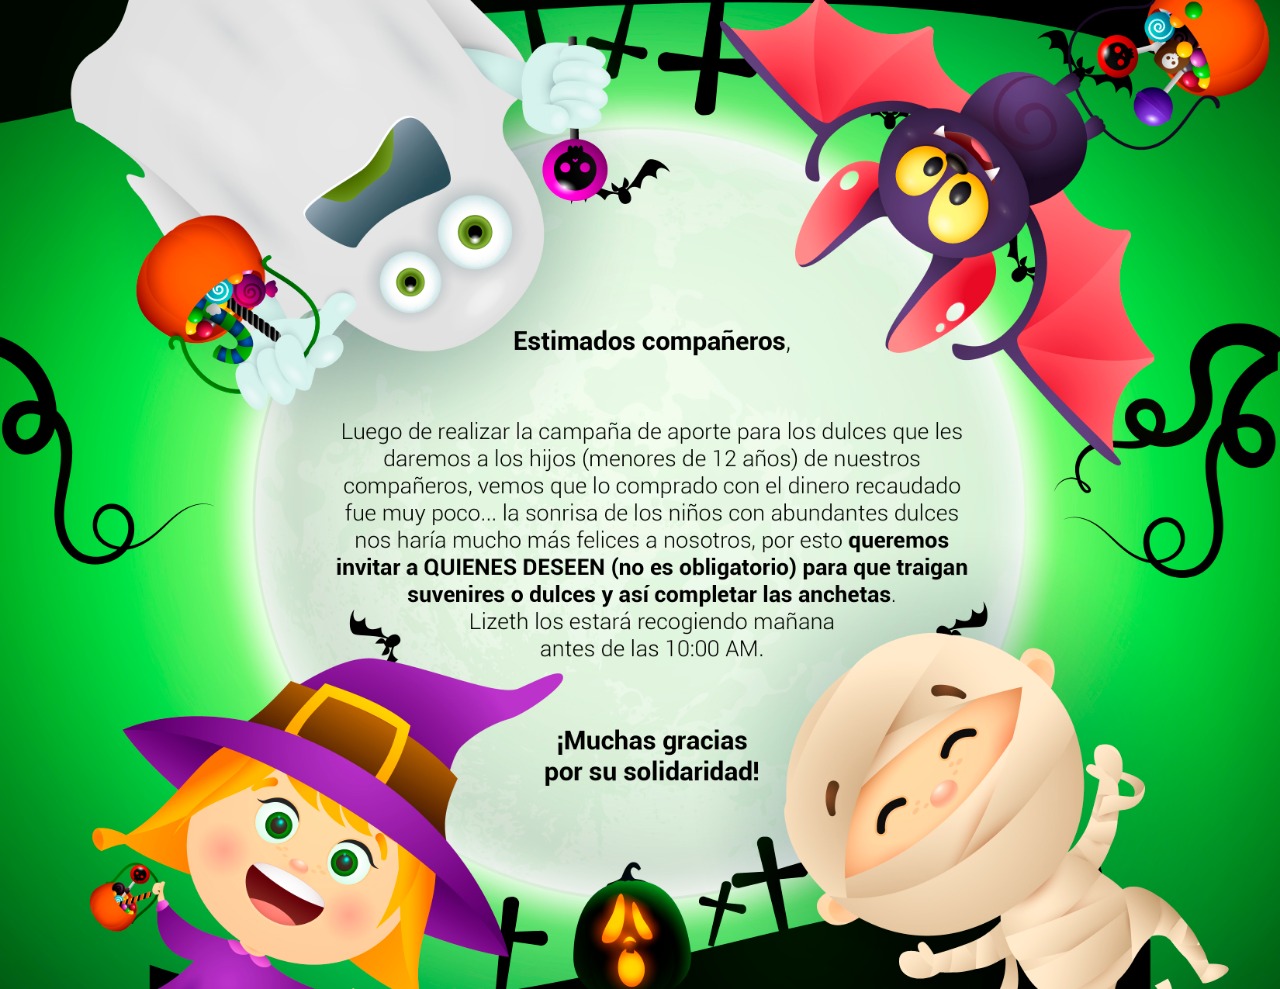 Estimados compañeros,
Luego de realizar la campaña de aporte para los dulces que les
daremos a los hijos (menores de 12 años) de nuestros
compañeros, vemos que lo comprado con el dinero recaudado
fue muy poco... la sonrisa de los niños con abundantes dulces
nos haría mucho más felices a nosotros, por esto queremos
invitar a QUIENES DESEEN (no es obligatorio) para que traigan
suvenires o dulces y así completar las anchetas.
Lizeth los estará recogiendo mañana
antes de las 10:00 AM.
¡Muchas gracias
por su solidaridad!